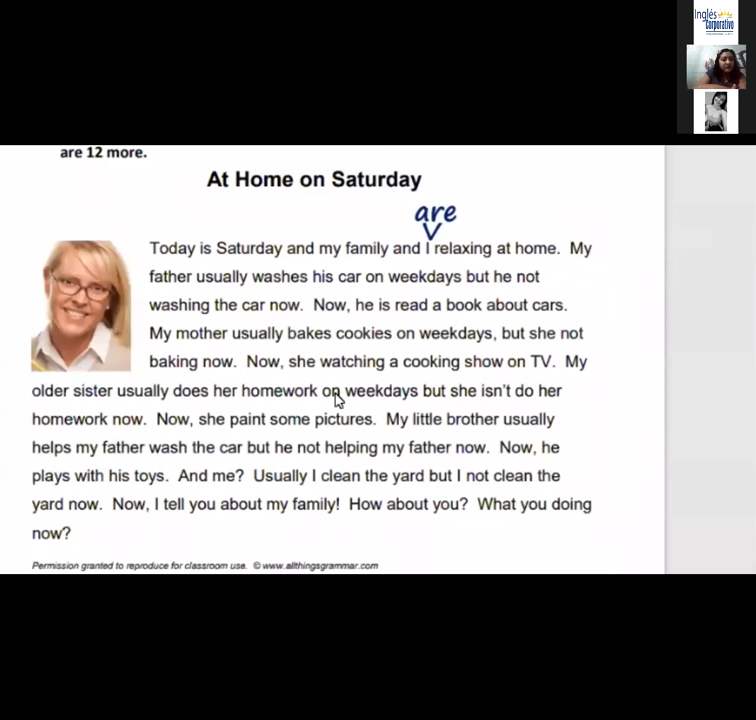 Inglés
Corporativo
are 12 more.
At Home on Saturday
are
Today is Saturday and my family and I relaxing at home. My
father usually washes his car on weekdays but he not
washing the car now. Now, he is read a book about cars.
My mother usually bakes cookies on weekdays, but she not
baking now. Now, she watching a cooking show on TV. My
older sister usually does her homework on weekdays but she isn't do her
homework now. Now, she paint some pictures. My little brother usually
helps my father wash the car but he not helping my father now. Now, he
plays with his toys. And me? Usually I clean the yard but I not clean the
yard now. Now, I tell you about my family! How about you? What you doing
now?
Permission granted to reproduce for classroom use. © www.allthingsgrammar.com